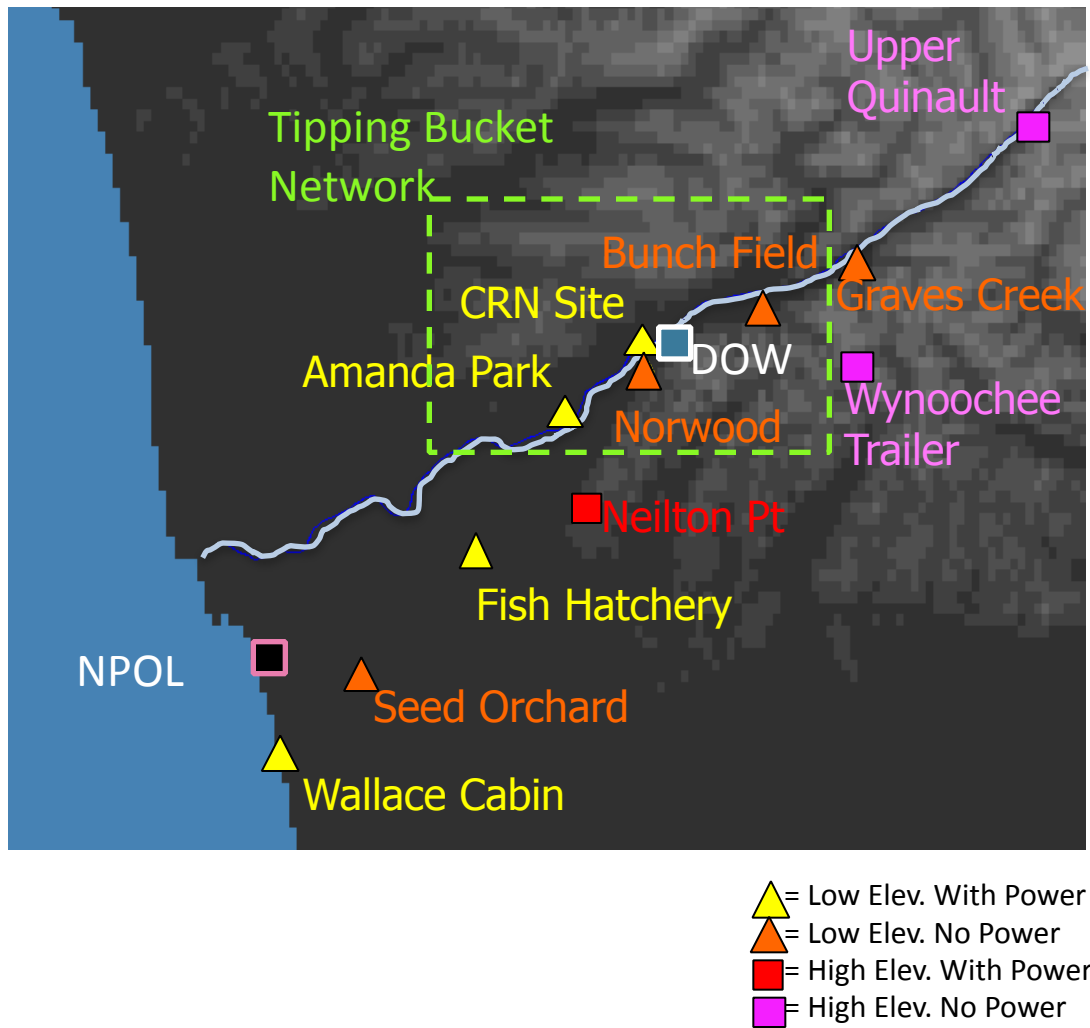 Upper
Quinault
Tipping Bucket
Network
Bunch Field
Graves Creek
CRN Site
DOW
Amanda Park
Wynoochee
Trailer
Norwood
Neilton Pt
Fish Hatchery
NPOL
Seed Orchard
Wallace Cabin
= Low Elev. With Power
= Low Elev. No Power
= High Elev. With Power
= High Elev. No Power